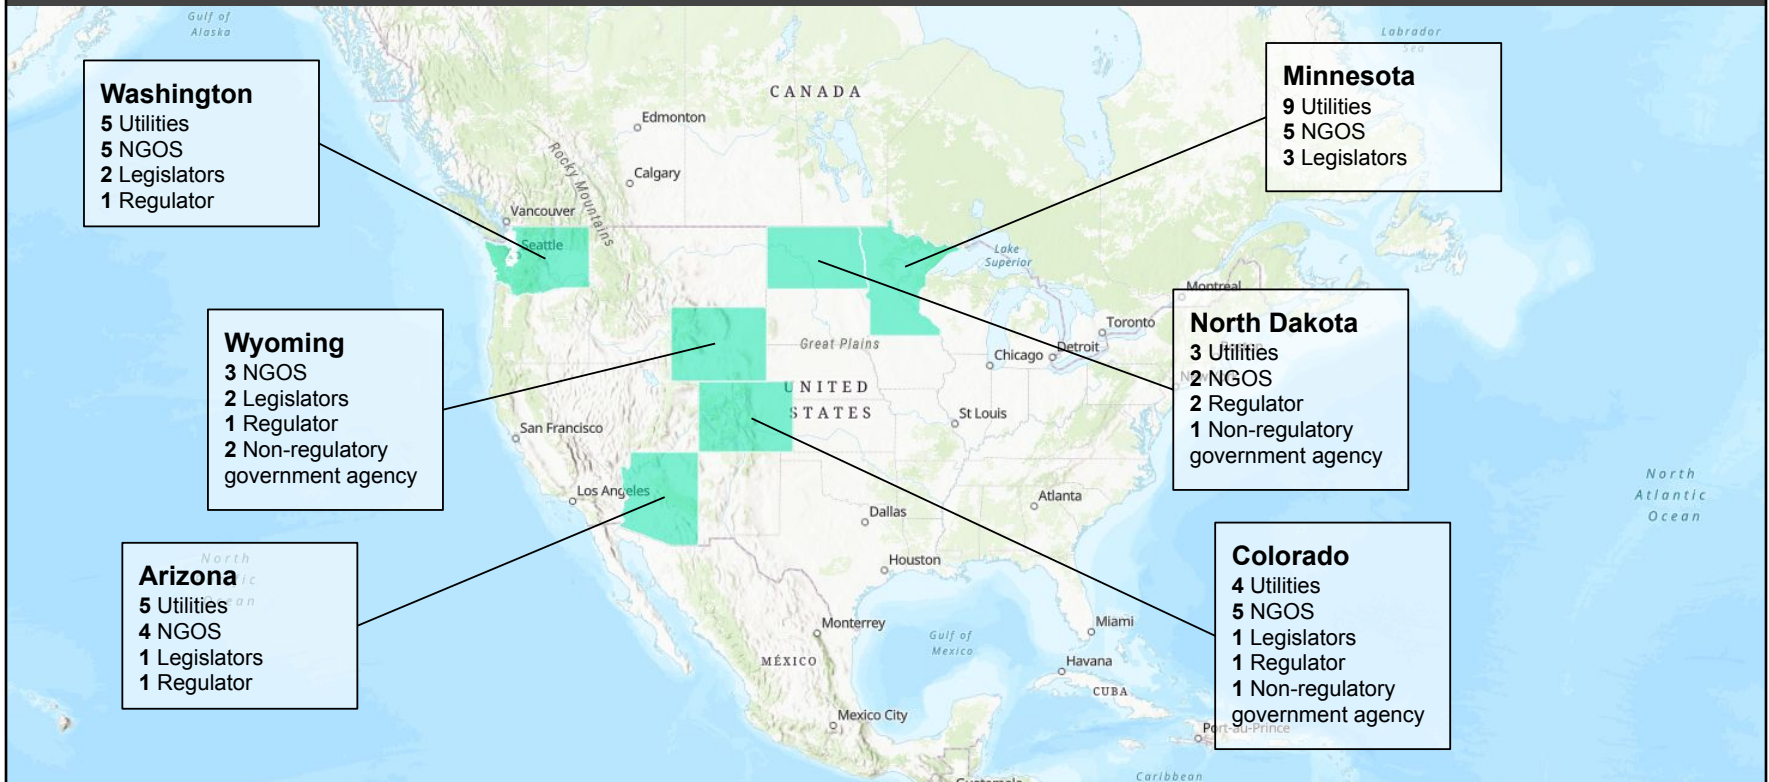 Gulf of
Alaska
Labrador
Sea
CANADA
Edmonton
Calgary
Rocky Mountains
Vancouver
Seattle
Lake
Superior
Montreal
Toronto
Detroit
Chicago
Great Plains
UNITED
STATES
St Louis
San Francisco
Los Angeles
Atlanta
Dallas
Houston
Monterrey
MÉXICO
Gulf of
Mexico
Miami
Havana
CUBA
Mexico City
Port-au-Prince
Caribbean
Guatemala
North
Atlantic
Ocean
North
Ocean
Washington
5 Utilities
5 NGOS
2 Legislators
1 Regulator
Minnesota
9 Utilities
5 NGOS
3 Legislators
Wyoming
3 NGOS
2 Legislators
1 Regulator
2 Non-regulatory
government agency
North Dakota
3 Utilities
2 NGOS
2 Regulator
1 Non-regulatory
government agency
Arizona
5 Utilities
4 NGOS
1 Legislators
1 Regulator
Colorado
4 Utilities
5 NGOS
1 Legislators
1 Regulator
1 Non-regulatory
government agency